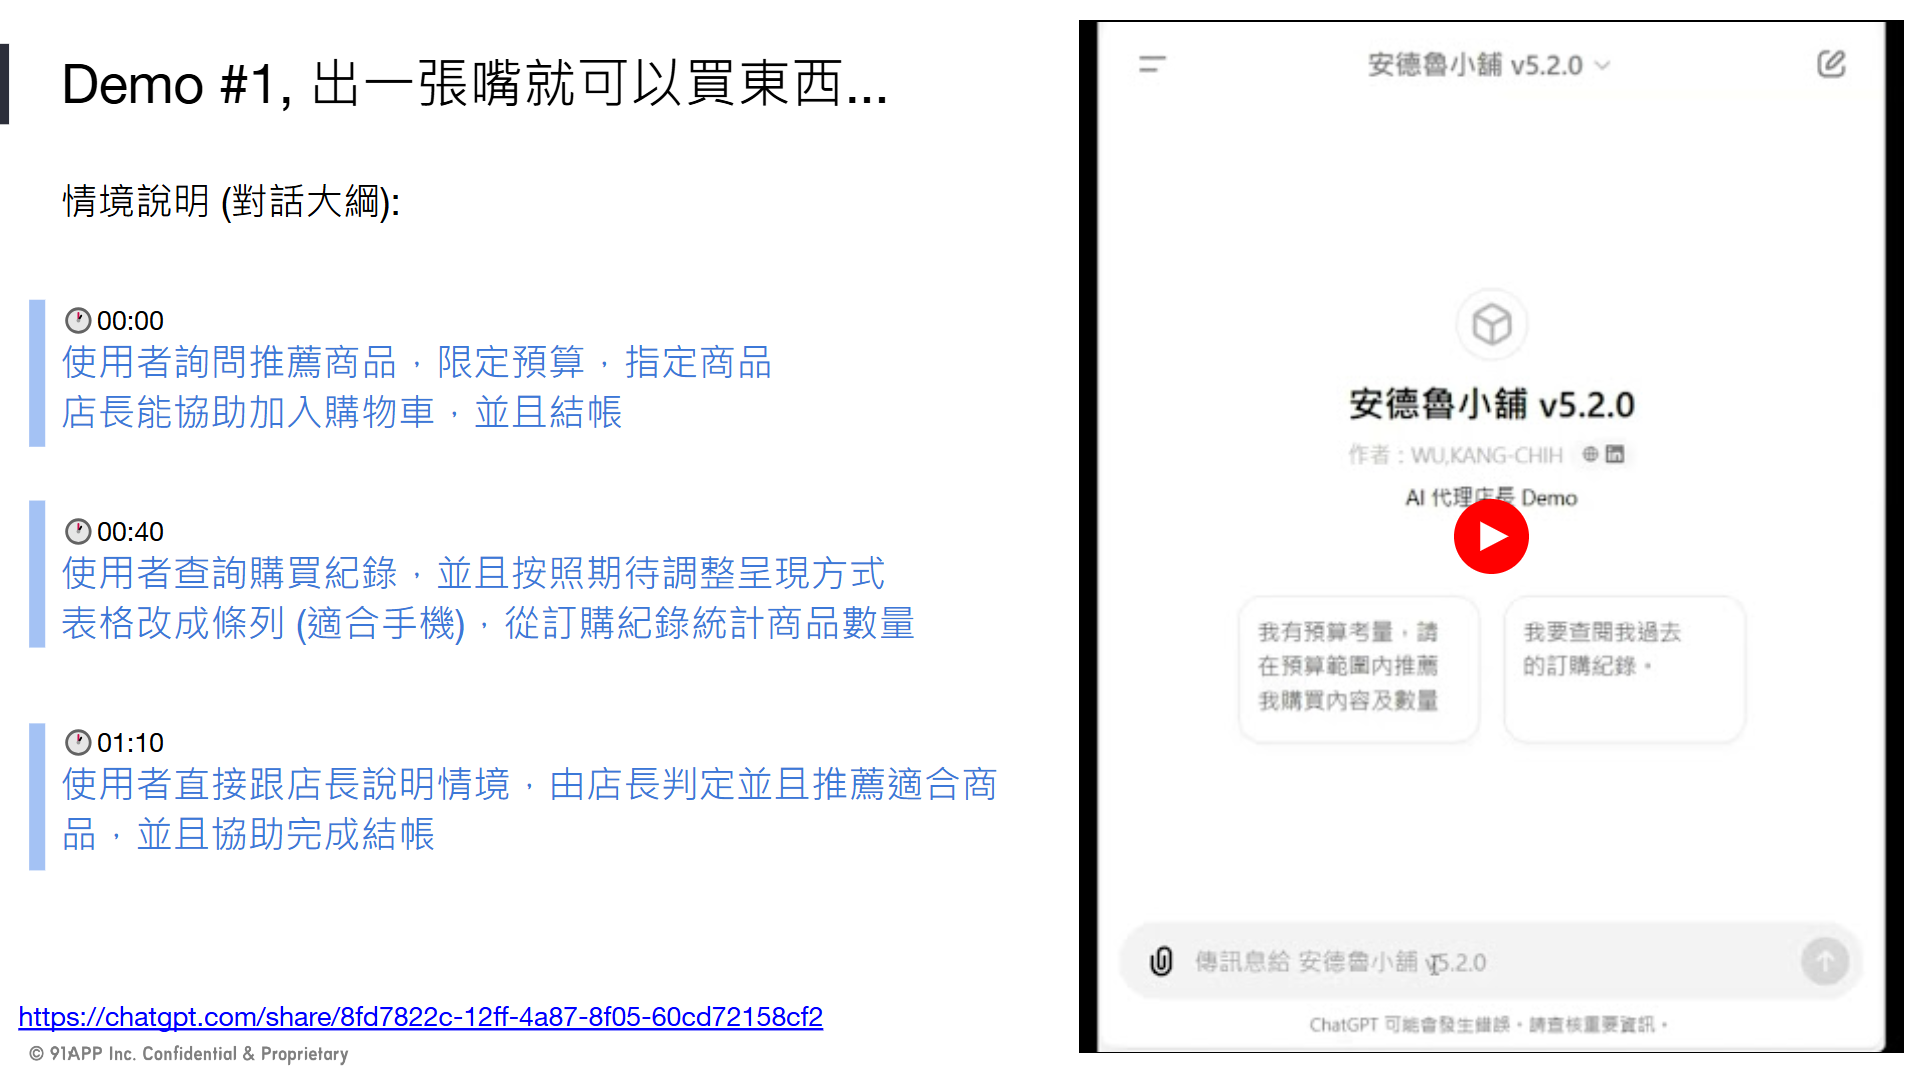 Demo #1, 出一張嘴就可以買東西...
情境說明 (對話大綱):
00:00
使用者詢問推薦商品，限定預算，指定商品
店長能協助加入購物車，並且結帳
00:40
使用者查詢購買紀錄，並且按照期待調整呈現方式
表格改成條列 (適合手機)，從訂購紀錄統計商品數量
01:10
使用者直接跟店長說明情境，由店長判定並且推薦適合商
品，並且協助完成結帳
https://chatgpt.com/share/8fd7822c-12ff-4a87-8f05-60cd72158cf2
© 91APP Inc. Confidential & Proprietary
安德魯小舖 v5.2.0
安德魯小舖 v5.2.0
作者：WU,KANG-CHIH
AI 代理店長 Demo
我有預算考量，請
在預算範圍內推薦
我購買內容及數量
我要查閱我過去
的訂購紀錄。
傳訊息給 安德魯小舖 v5.2.0
ChatGPT 可能會發生錯誤。請查核重要資訊。